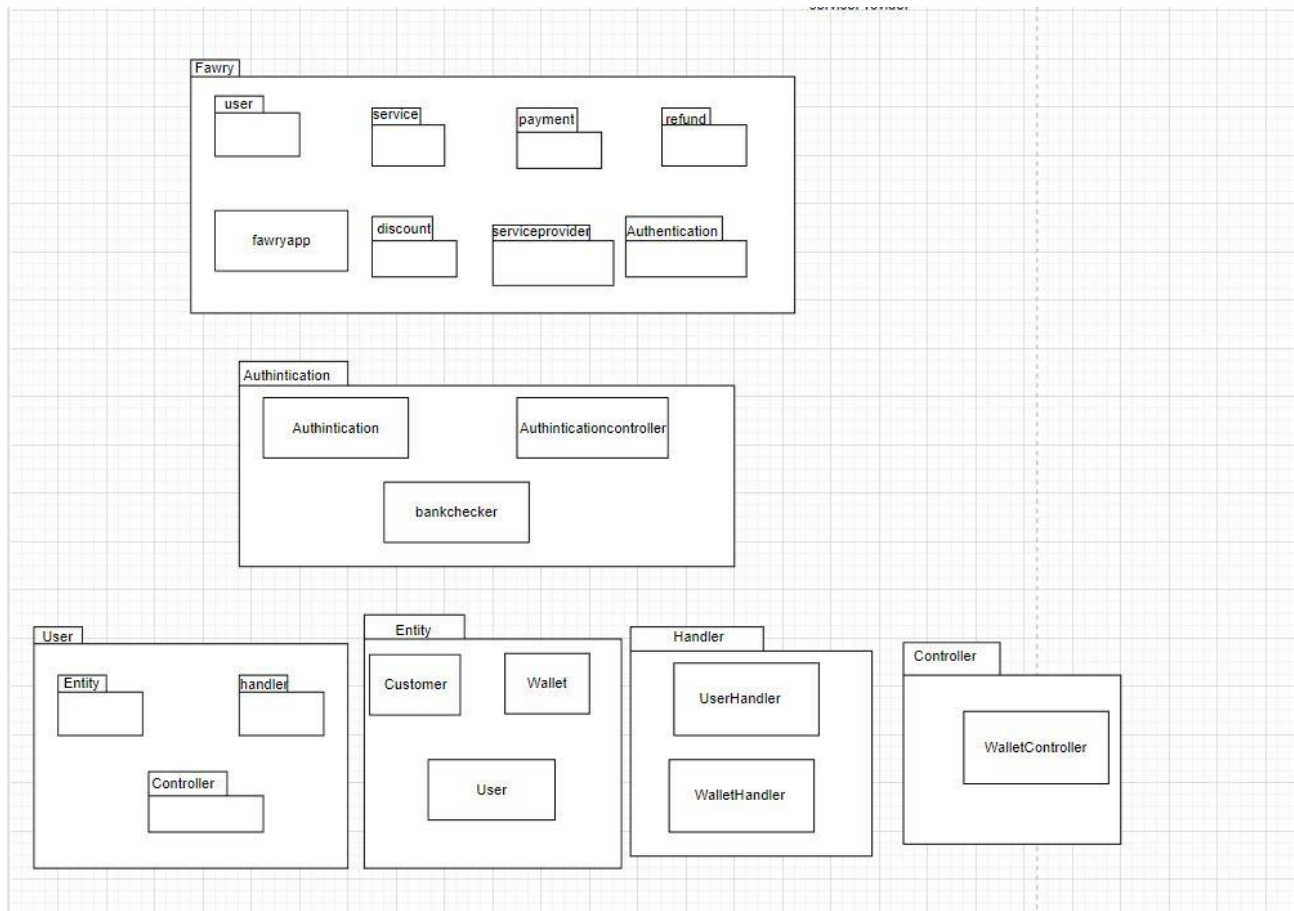 Fawry
user
service
payment
refund
fawryapp
discount
serviceprovider
Authentication
Authintication
Authintication
Authinticationcontroller
bankchecker
User
Entity
handler
Controller
Entity
Customer
Wallet
User
Handler
UserHandler
WalletHandler
Controller
WalletController